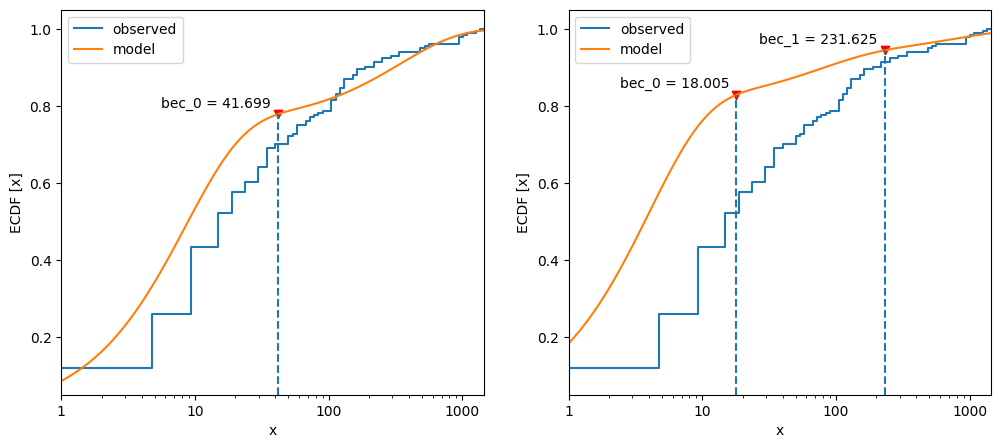 observed
model
bec_0 = 41.699
ECDF [x]
1.0
0.8
0.6
0.4
0.2
1 10 100 1000
x
observed
model
bec_1 = 231.625
bec_0 = 18.005
ECDF [x]
1.0
0.8
0.6
0.4
0.2
1 10 100 1000
x